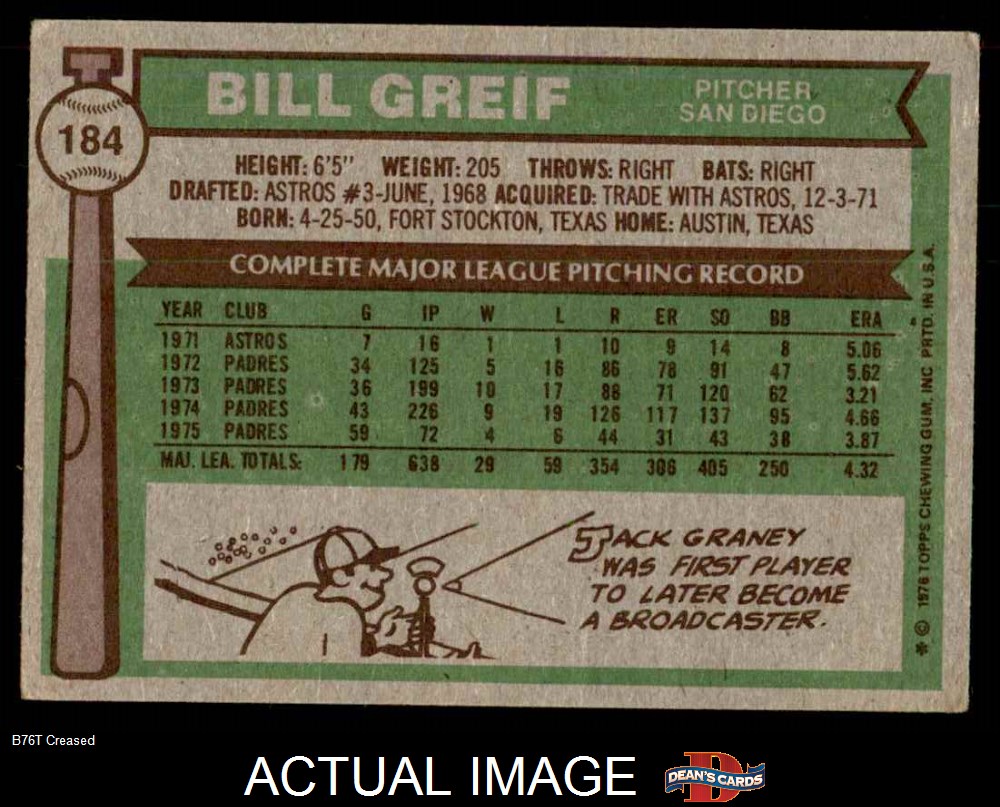 BILL GREIF
PITCHER
SAN DIEGO
184
HEIGHT: 6'5" WEIGHT: 205 THROWS: RIGHT BATS: RIGHT
DRAFTED: ASTROS #3-JUNE, 1968 ACQUIRED: TRADE WITH ASTROS, 12-3-71
BORN: 4-25-50, FORT STOCKTON, TEXAS HOME: AUSTIN, TEXAS
COMPLETE MAJOR LEAGUE PITCHING RECORD
YEAR CLUB G IP W L R ER SO BB ERA
1971 ASTROS 7 16 1 1 10 9 14 8 5.06
1972 PADRES 34 125 5 16 86 78 91 47 5.62
1973 PADRES 36 199 10 17 88 71 120 62 3.21
1974 PADRES 43 226 9 19 126 117 137 95 4.66
1975 PADRES 59 72 4 6 44 31 43 38 3.87
MAJ. LEA. TOTALS: 179 638 29 59 354 306 405 250 4.32
JACK GRANEY
WAS FIRST PLAYER
TO LATER BECOME
A BROADCASTER.
* © 1976 TOPPS CHEWING GUM, INC PRTD. IN U.S.A.
B76T Creased
ACTUAL IMAGE
DEAN'S CARDS